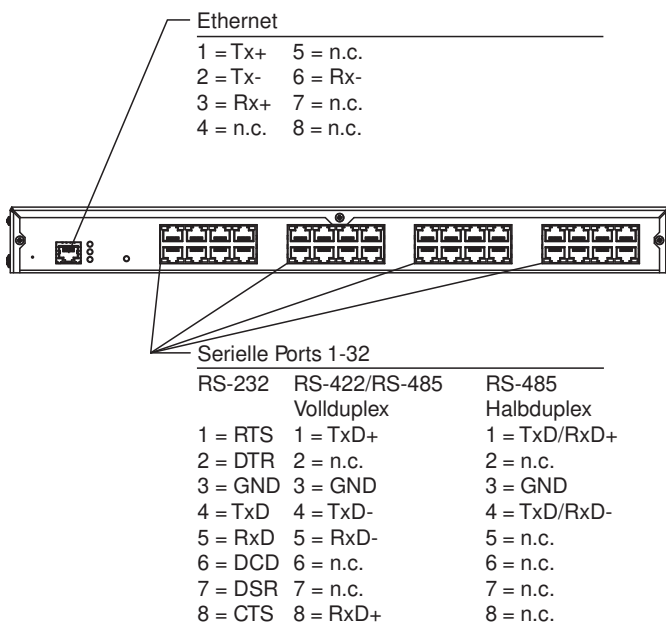 Ethernet
1 = Tx+ 5 = n.c.
2 = Tx- 6 = Rx-
3 = Rx+ 7 = n.c.
4 = n.c. 8 = n.c.
Serielle Ports 1-32
RS-232 RS-422/RS-485 RS-485
Vollduplex Halbduplex
1 = RTS 1 = TxD+ 1 = TxD/RxD+
2 = DTR 2 = n.c. 2 = n.c.
3 = GND 3 = GND 3 = GND
4 = TxD 4 = TxD- 4 = TxD/RxD-
5 = RxD 5 = RxD- 5 = n.c.
6 = DCD 6 = n.c. 6 = n.c.
7 = DSR 7 = n.c. 7 = n.c.
8 = CTS 8 = RxD+ 8 = n.c.